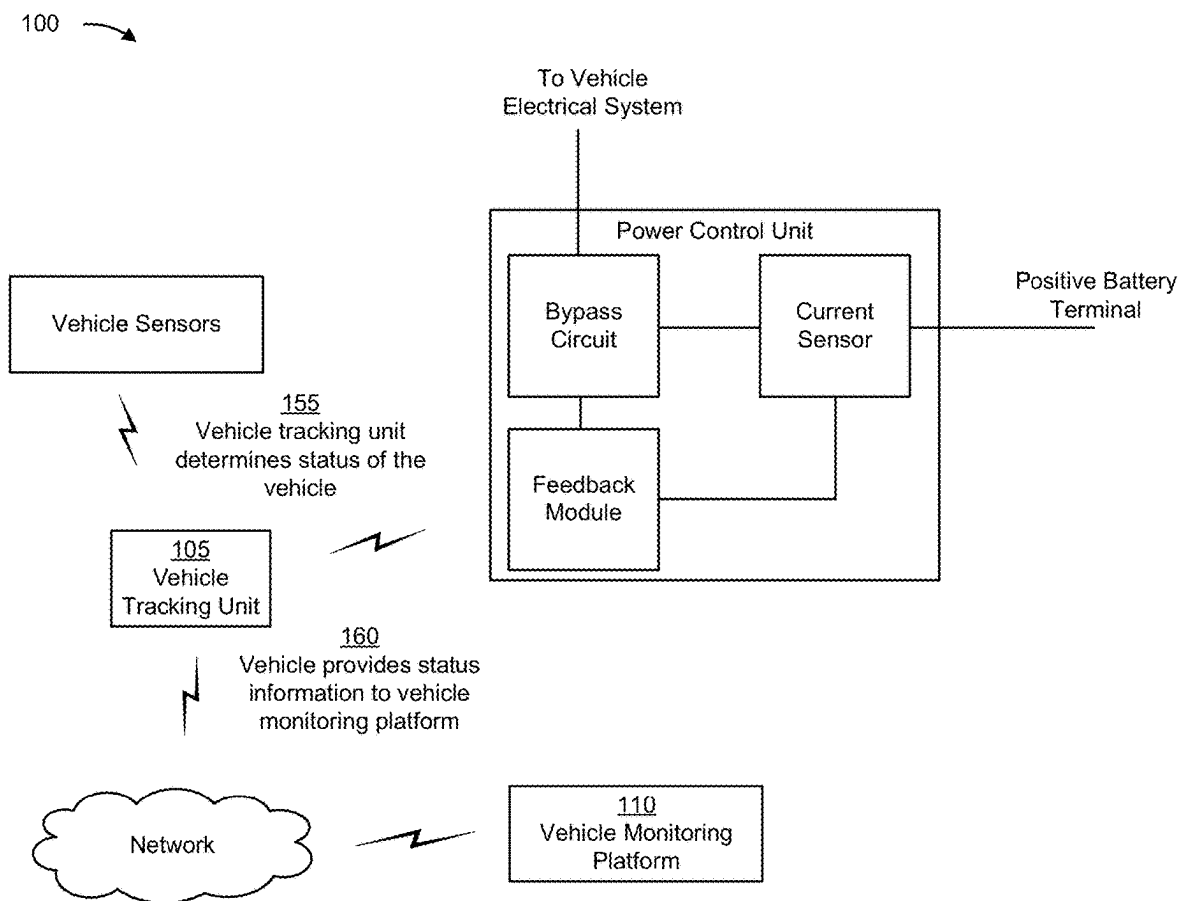 100
To Vehicle
Electrical System
Power Control Unit
Bypass
Circuit
Current
Sensor
Positive Battery
Terminal
Feedback
Module
Vehicle Sensors
155
Vehicle tracking unit
determines status of the
vehicle
105
Vehicle
Tracking Unit
160
Vehicle provides status
information to vehicle
monitoring platform
Network
110
Vehicle Monitoring
Platform